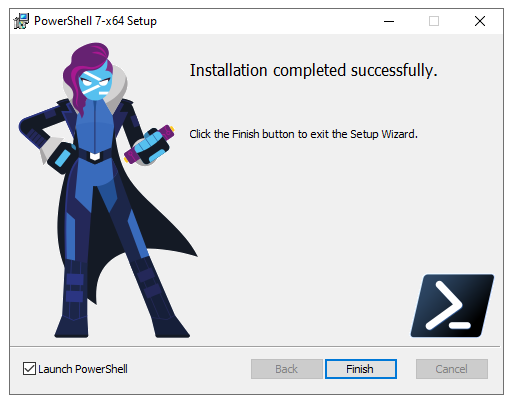 PowerShell 7-x64 Setup
Installation completed successfully.
Click the Finish button to exit the Setup Wizard.
Launch PowerShell
Back
Finish
Cancel